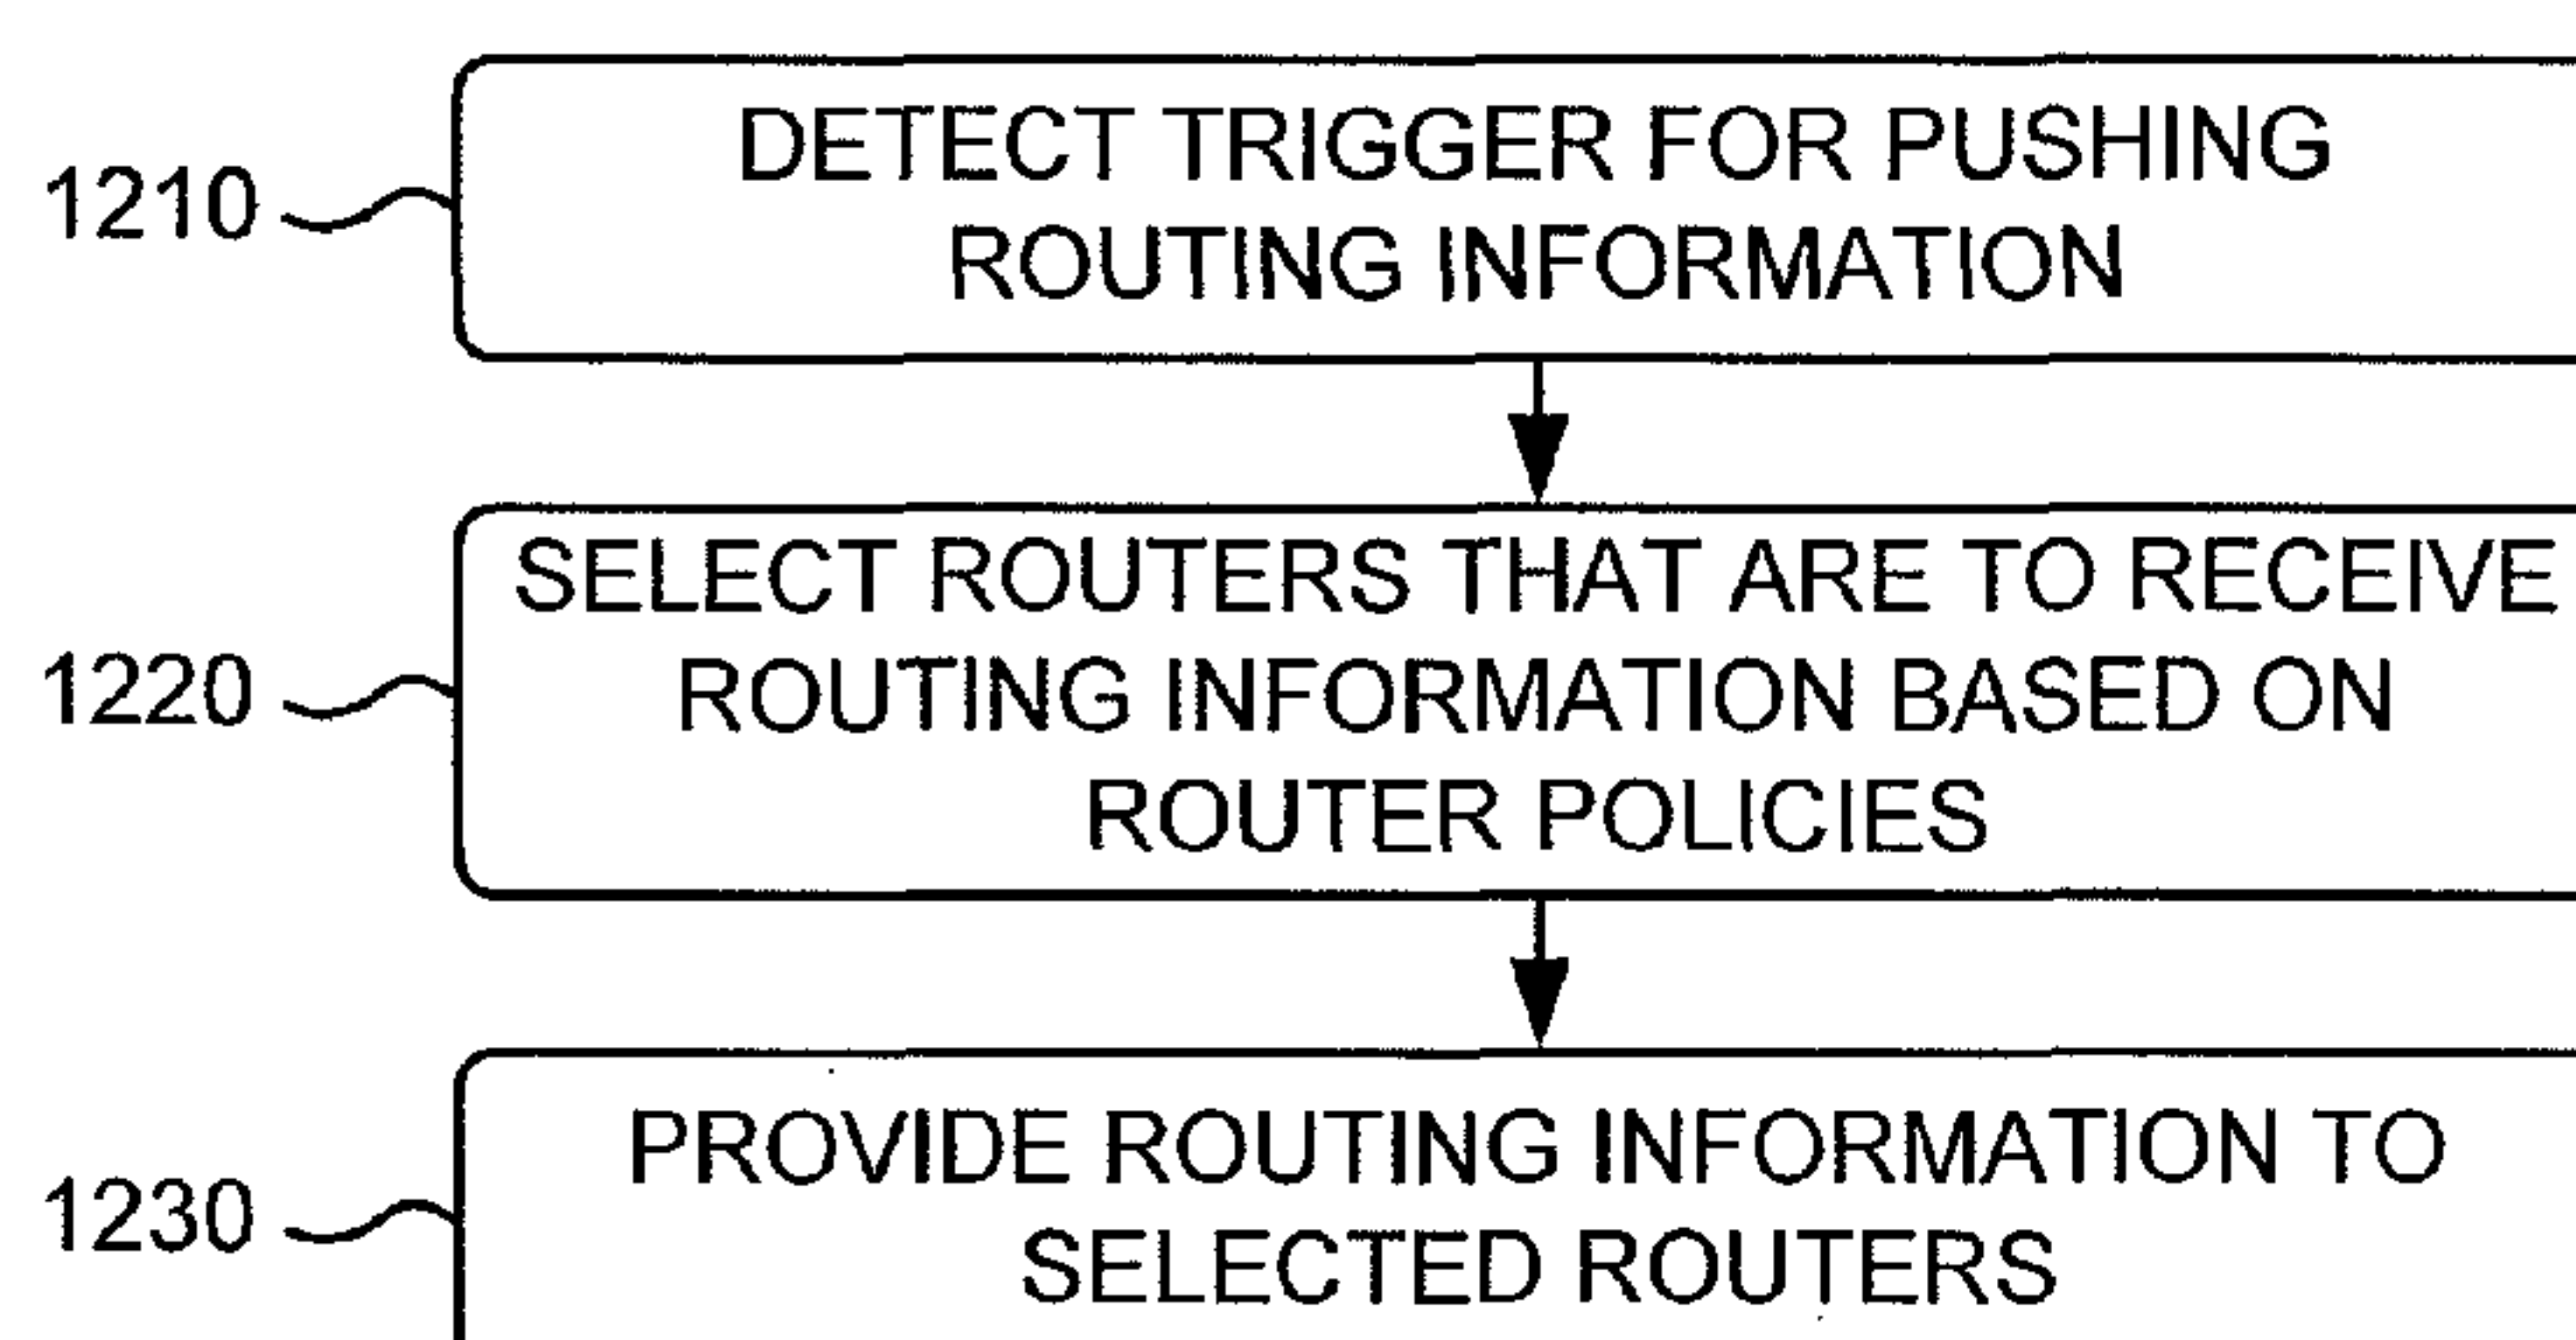 DETECT TRIGGER FOR PUSHING
1210
ROUTING INFORMATION
SELECT ROUTERS THAT ARE TO RECEIVE
1220
ROUTING INFORMATION BASED ON
ROUTER POLICIES
PROVIDE ROUTING INFORMATION TO
1230
SELECTED ROUTERS